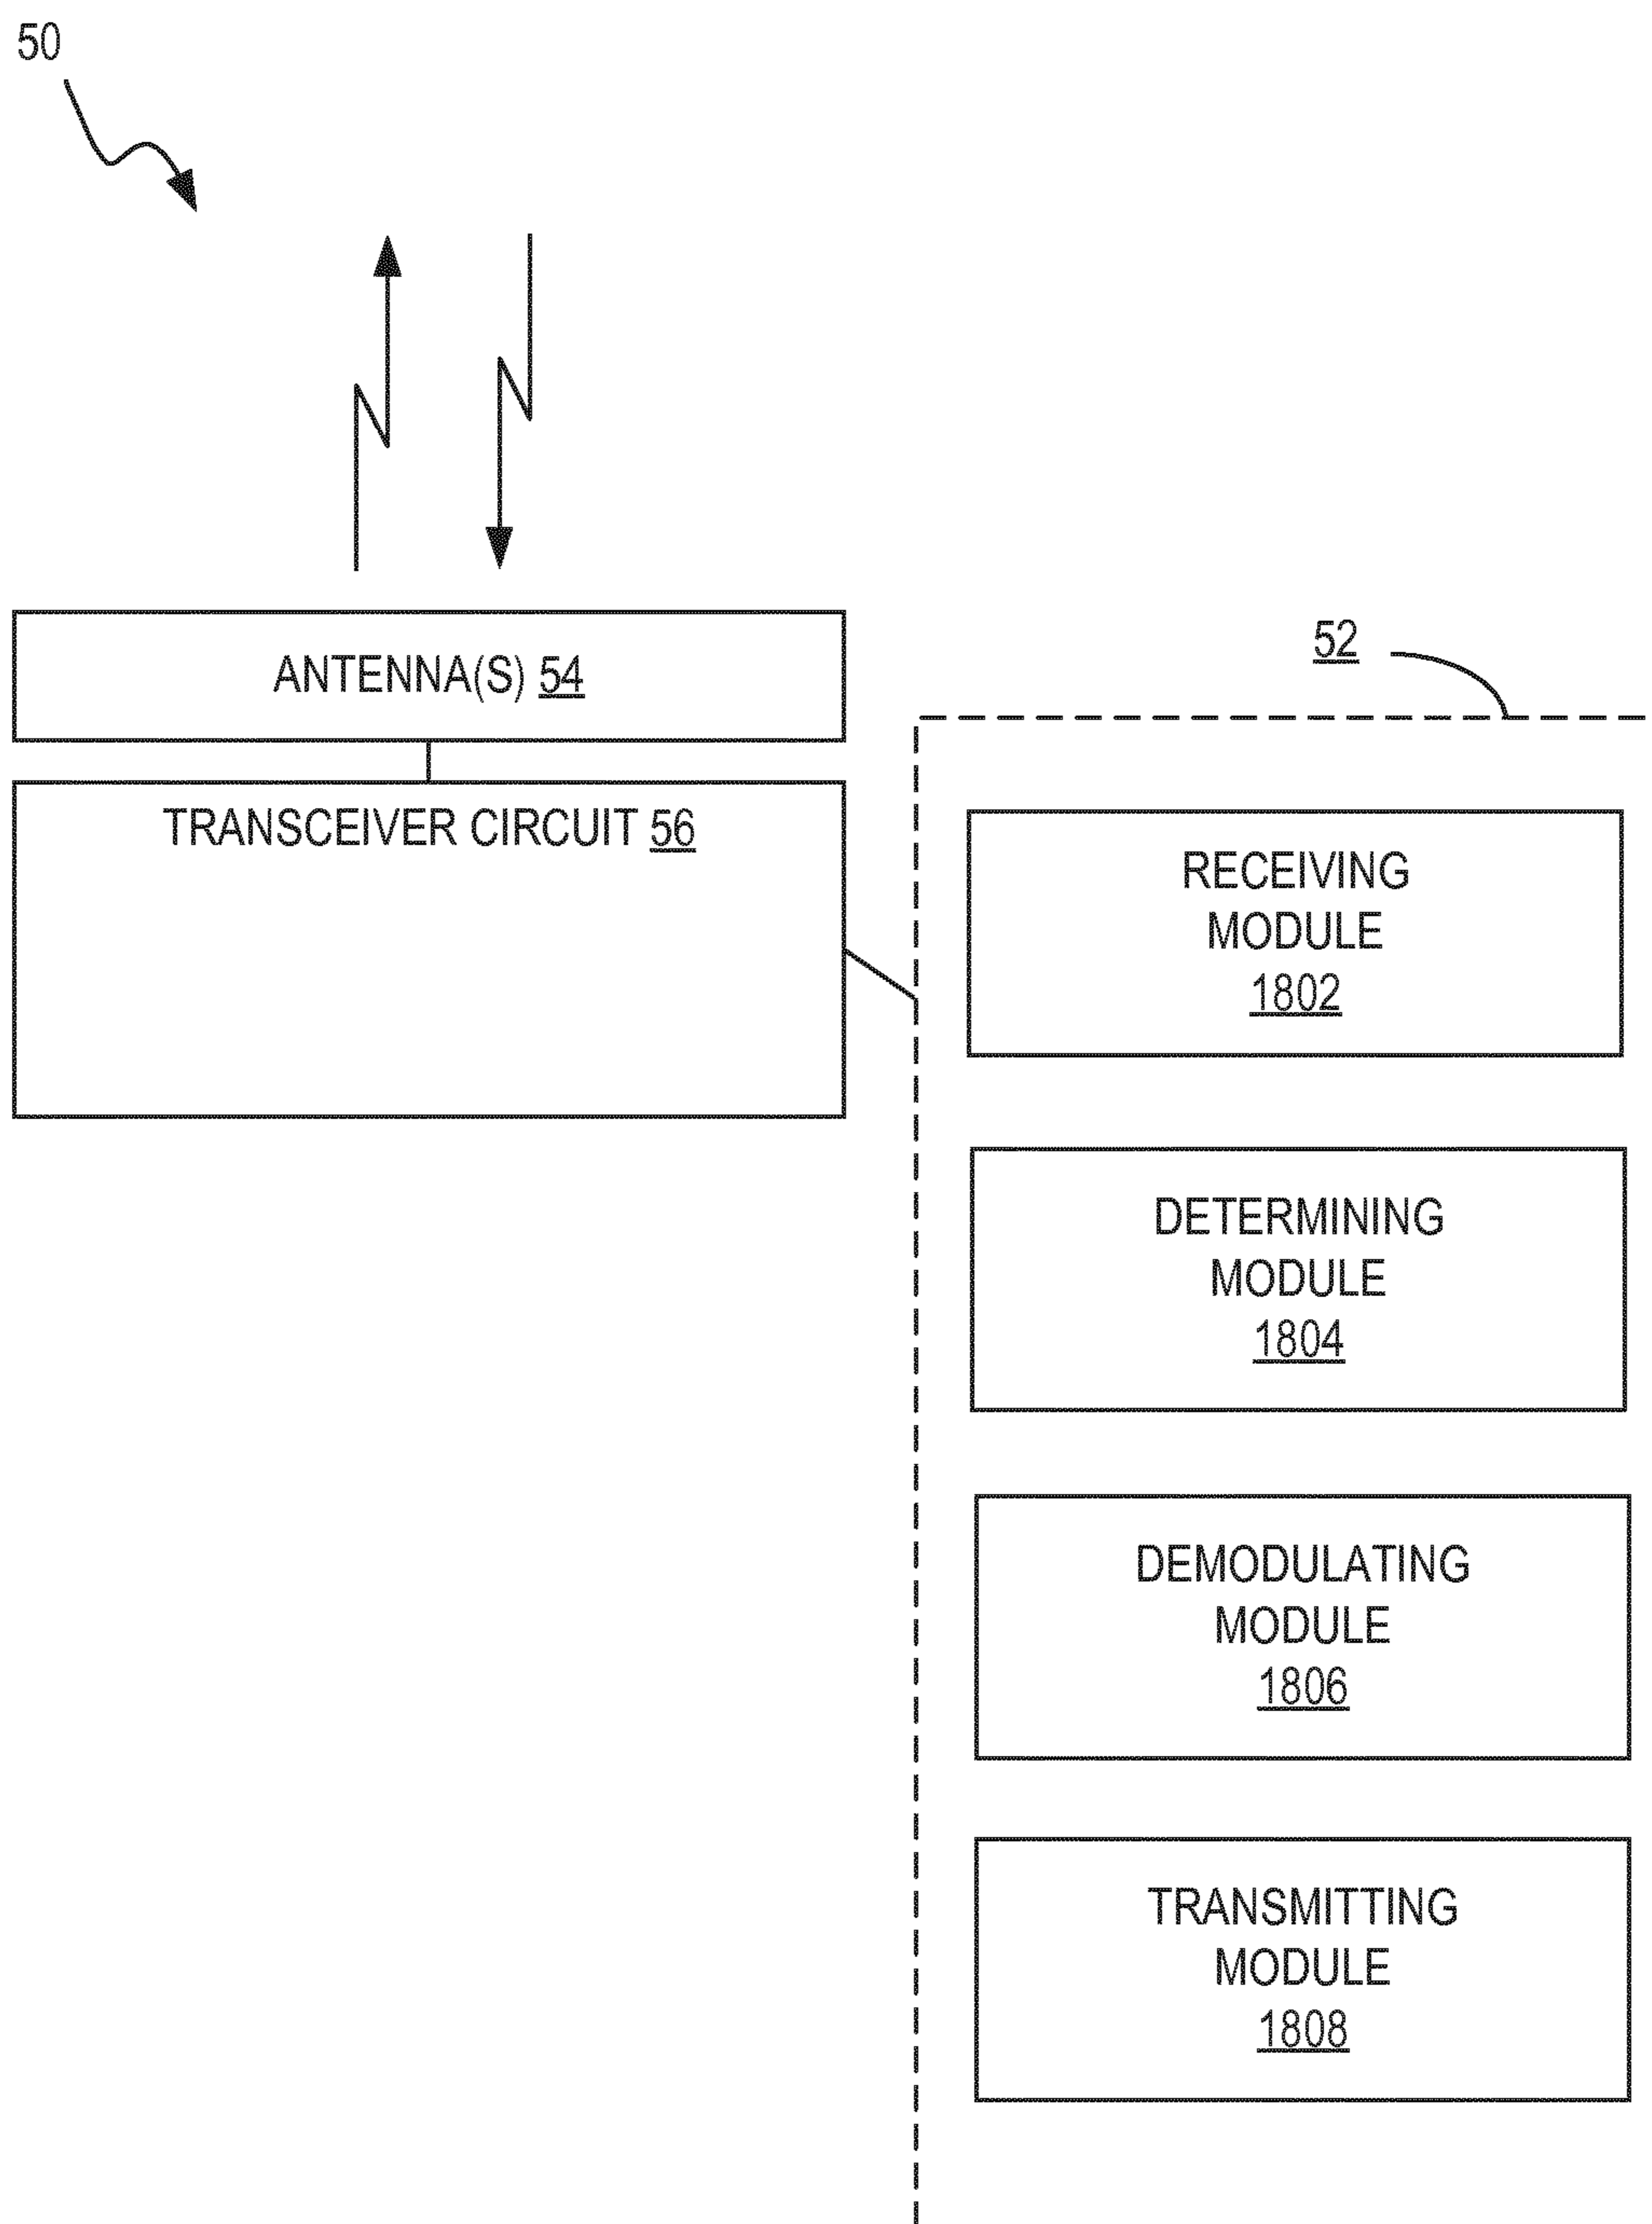 50
ANTENNA(S) 54
52
TRANSCEIVER CIRCUIT 56
RECEIVING
MODULE
1802
DETERMINING
MODULE
1804
DEMODULATING
MODULE
1806
TRANSMITTING
MODULE
1808